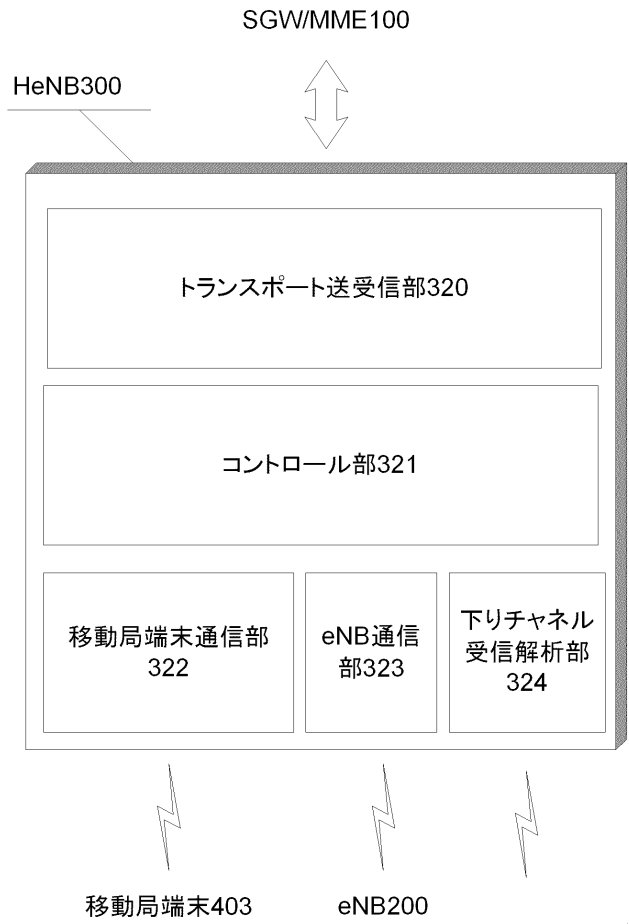 SGW/MME100
HeNB300
トランスポート送受信部320
コントロール部321
移動局端末通信部
322
eNB通信
部323
下りチャネル
受信解析部
324
移動局端末403
eNB200